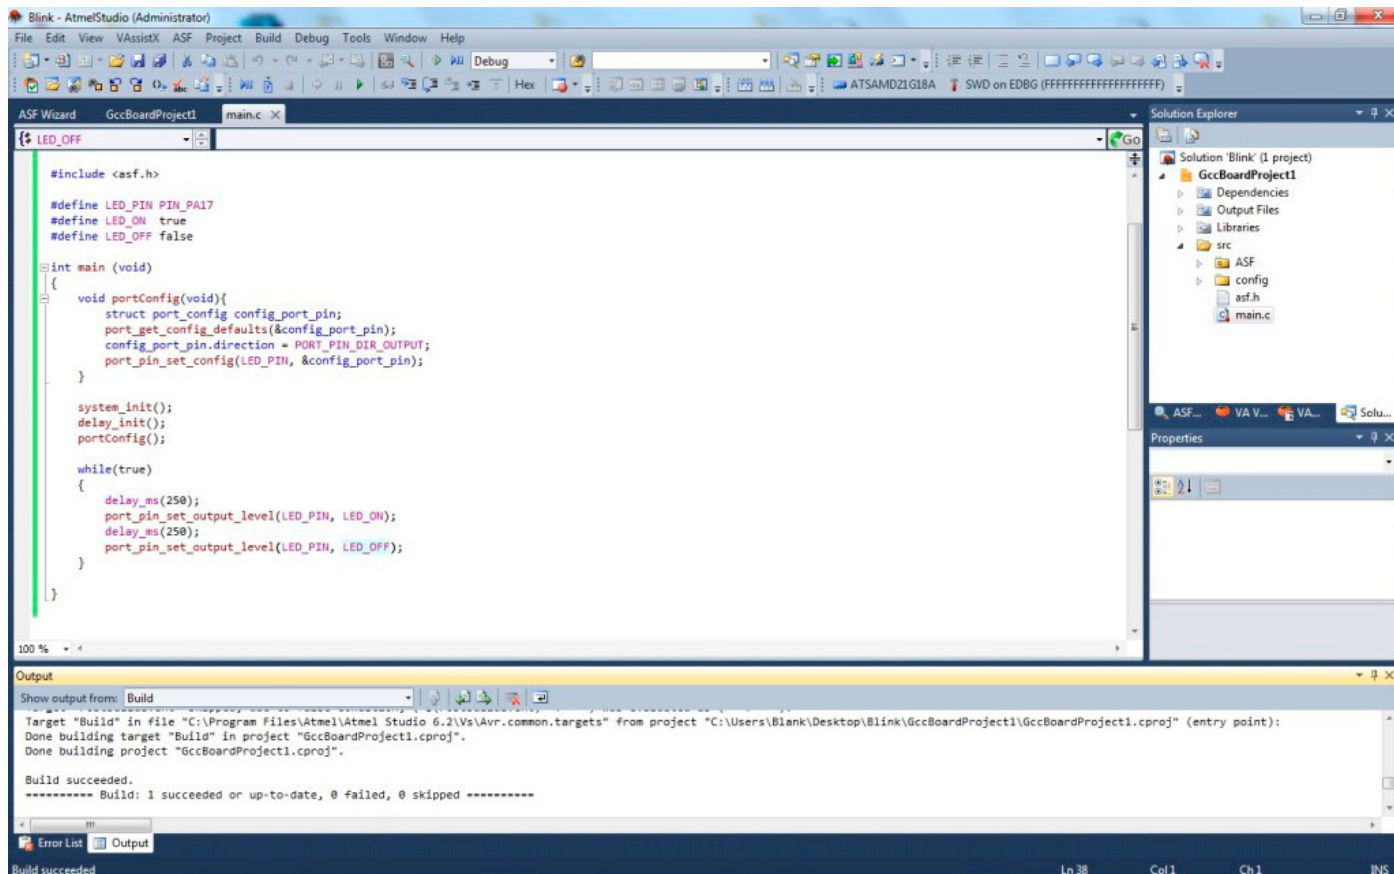 Blink - AtmelStudio (Administrator)
File Edit View VAssistX ASF Project Build Debug Tools Window Help
Debug
Hex
ATSAMD21G18A
ASF Wizard GccBoardProject1 main.c
LED_OFF
Go
#include <asf.h>
#define LED_PIN PIN_PA17
#define LED_ON true
#define LED_OFF false
int main (void)
{
void portConfig(void){
struct port_config config_port_pin;
port_get_config_defaults(&config_port_pin);
config_port_pin.direction = PORT_PIN_DIR_OUTPUT;
port_pin_set_config(LED_PIN, &config_port_pin);
}
system_init();
delay_init();
portConfig();
while(true)
{
delay_ms(250);
port_pin_set_output_level(LED_PIN, LED_ON);
delay_ms(250);
port_pin_set_output_level(LED_PIN, LED_OFF);
}
}
100 %
Solution Explorer
Solution 'Blink' (1 project)
GccBoardProject1
Dependencies
Output Files
Libraries
src
ASF
config
asf.h
main.c
ASF... VA V... VA... Solu...
Properties
Output
Show output from: Build
Target "Build" in file "C:\Program Files\Atmel\Atmel Studio 6.2\Vs\Avr.common.targets" from project "C:\Users\Blank\Desktop\Blink\GccBoardProject1\GccBoardProject1.cproj" (entry point):
Done building target "Build" in project "GccBoardProject1.cproj".
Done building project "GccBoardProject1.cproj".
Build succeeded.
========== Build: 1 succeeded or up-to-date, 0 failed, 0 skipped ==========
Error List Output
Build succeeded Ln 38 Col 1 Ch 1 INS